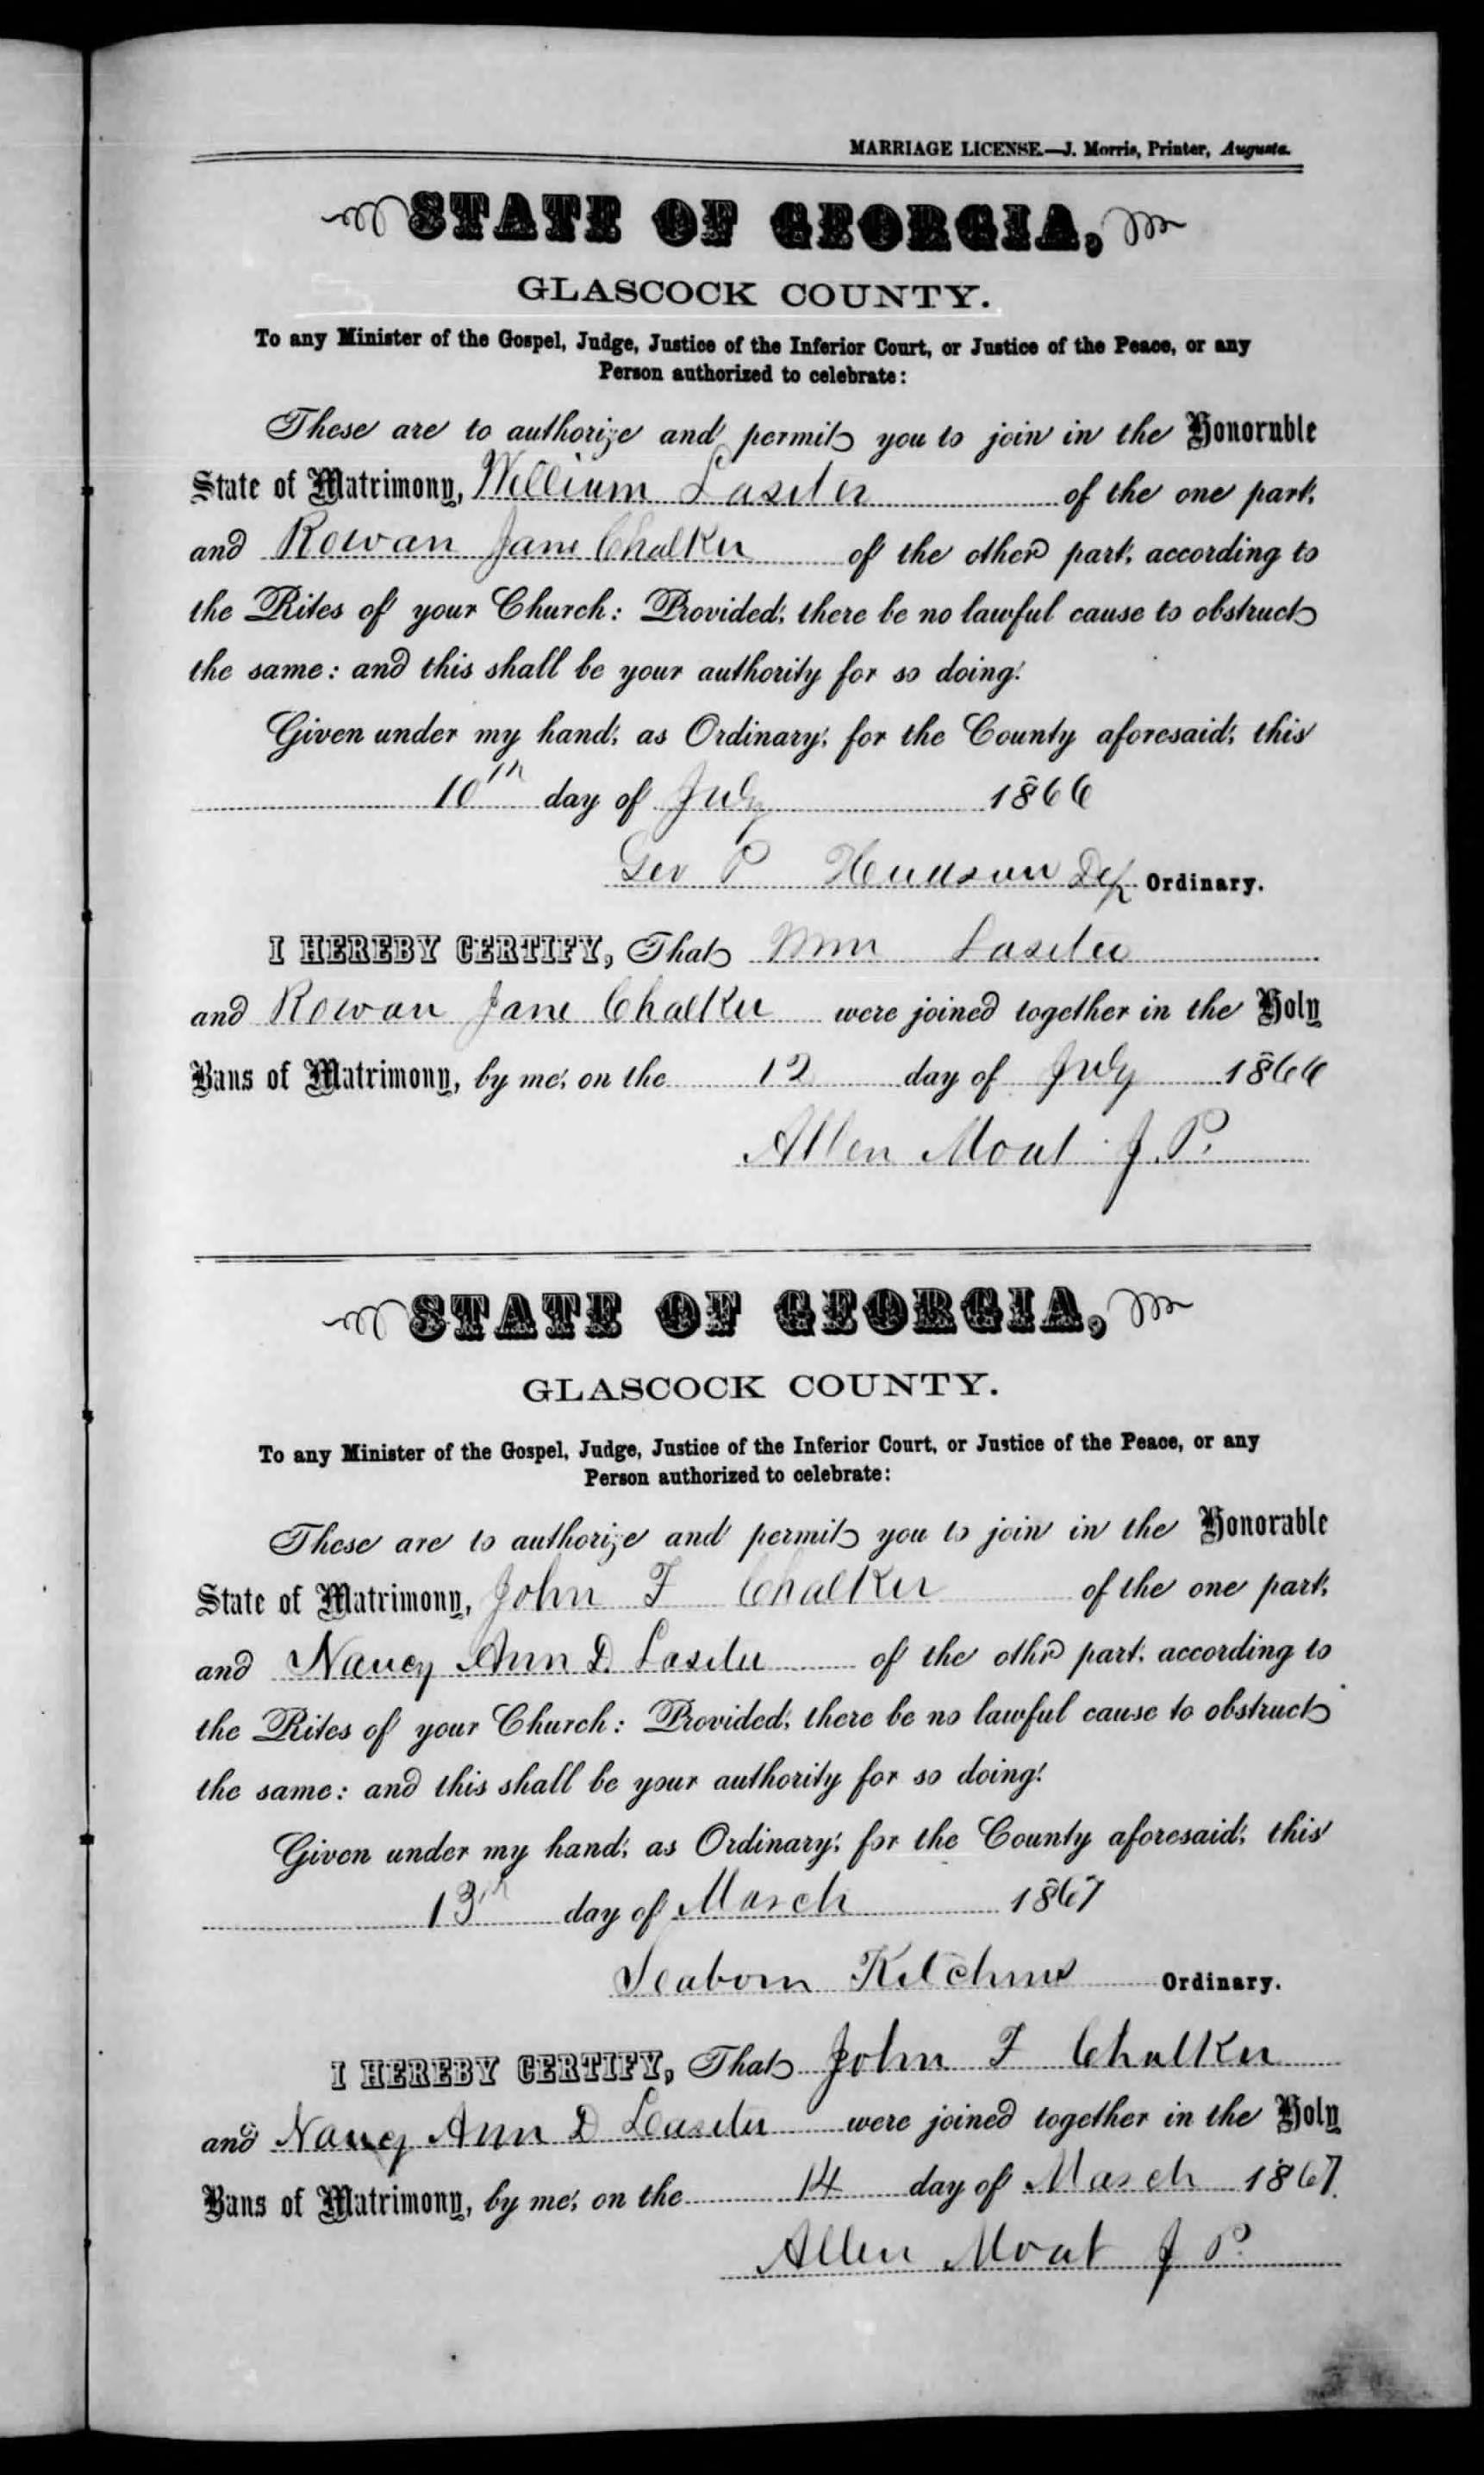 MARRIAGE LICENSE.—J. Morris, Printer, Augusta.
STATE OF GEORGIA,
GLASCOCK COUNTY.
To any Minister of the Gospel, Judge, Justice of the Inferior Court, or Justice of the Peace, or any
Person authorized to celebrate:
These are to authorize and permit you to join in the Honorable
State of Matrimony, William Lasiter of the one part,
and Rowan Jane Chalker of the other part, according to
the Rites of your Church: Provided, there be no lawful cause to obstruct
the same: and this shall be your authority for so doing.
Given under my hand, as Ordinary, for the County aforesaid, this
10th day of July 1866
Geo P Hudson Dep Ordinary.
I HEREBY CERTIFY, That Wm Lasiter
and Rowan Jane Chalker were joined together in the Holy
Bans of Matrimony, by me, on the 12 day of July 1866
Allen Moat J. P.
STATE OF GEORGIA,
GLASCOCK COUNTY.
To any Minister of the Gospel, Judge, Justice of the Inferior Court, or Justice of the Peace, or any
Person authorized to celebrate:
These are to authorize and permit you to join in the Honorable
State of Matrimony, John F Chalker of the one part,
and Nancy Ann D. Lasiter of the othr part, according to
the Rites of your Church: Provided, there be no lawful cause to obstruct
the same: and this shall be your authority for so doing.
Given under my hand, as Ordinary, for the County aforesaid, this
13th day of March 1867
Seaborn Kitchens Ordinary.
I HEREBY CERTIFY, That John F Chalker
and Nancy Ann D Lasiter were joined together in the Holy
Bans of Matrimony, by me, on the 14 day of March 1867.
Allen Moat J P.